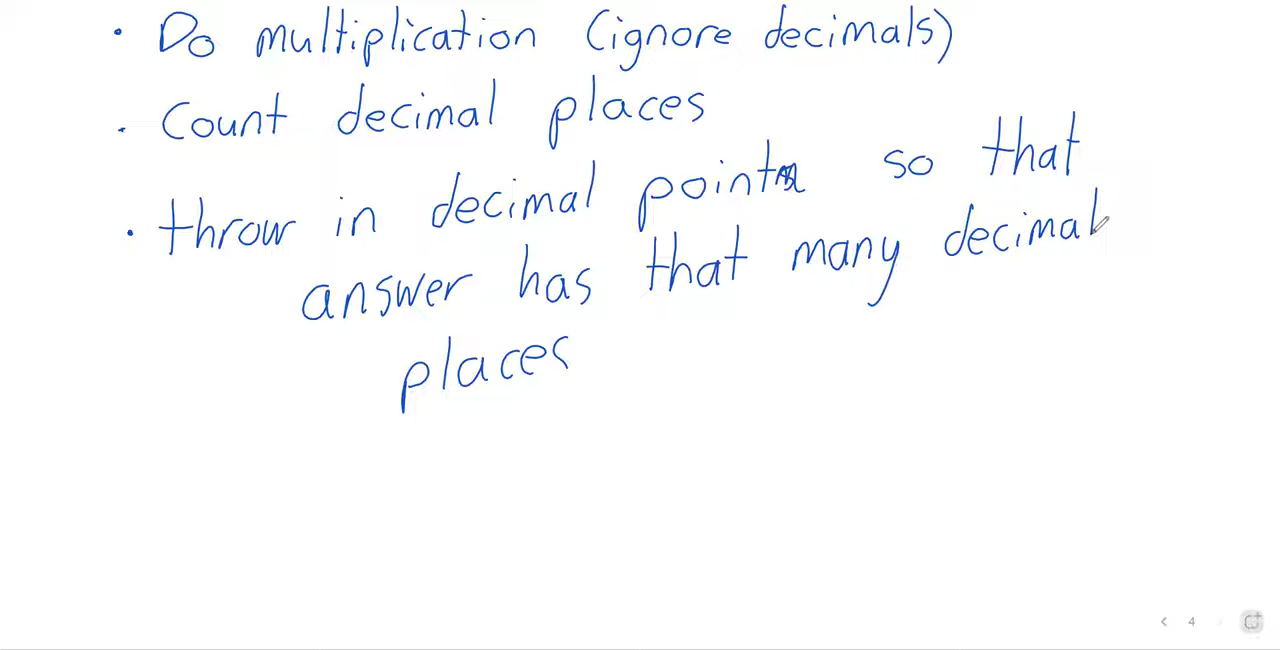 · Do multiplication (ignore decimals)
· Count decimal places
· throw in decimal point so that
answer has that many decimal
places
4